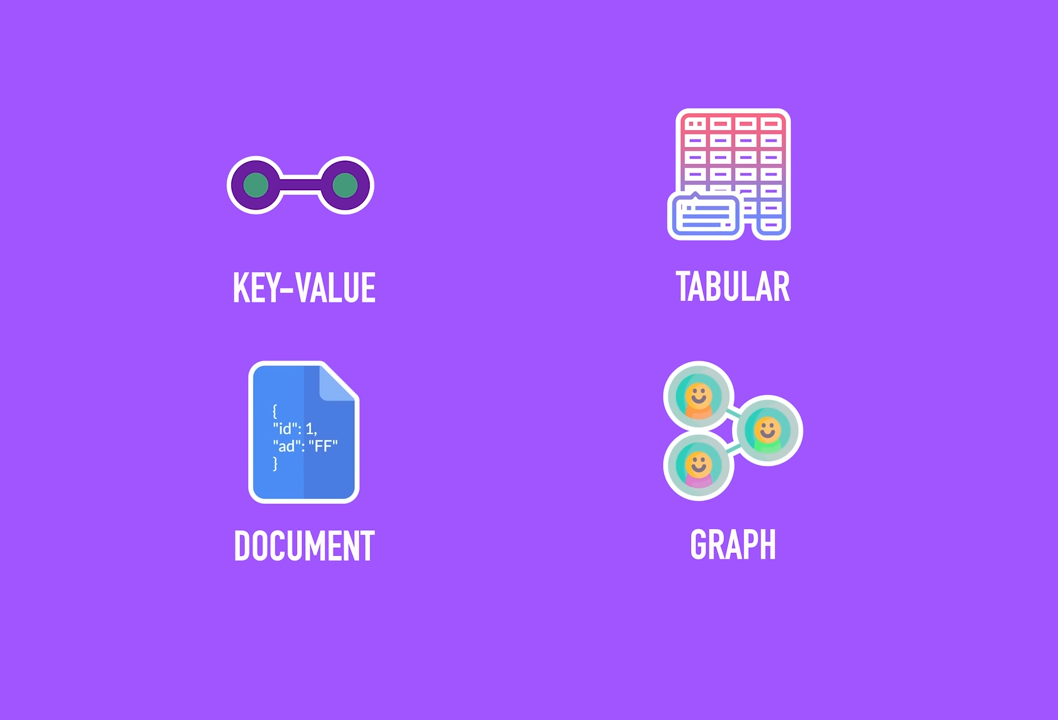 KEY-VALUE
TABULAR
{
"id": 1,
"ad": "FF"
}
DOCUMENT
GRAPH